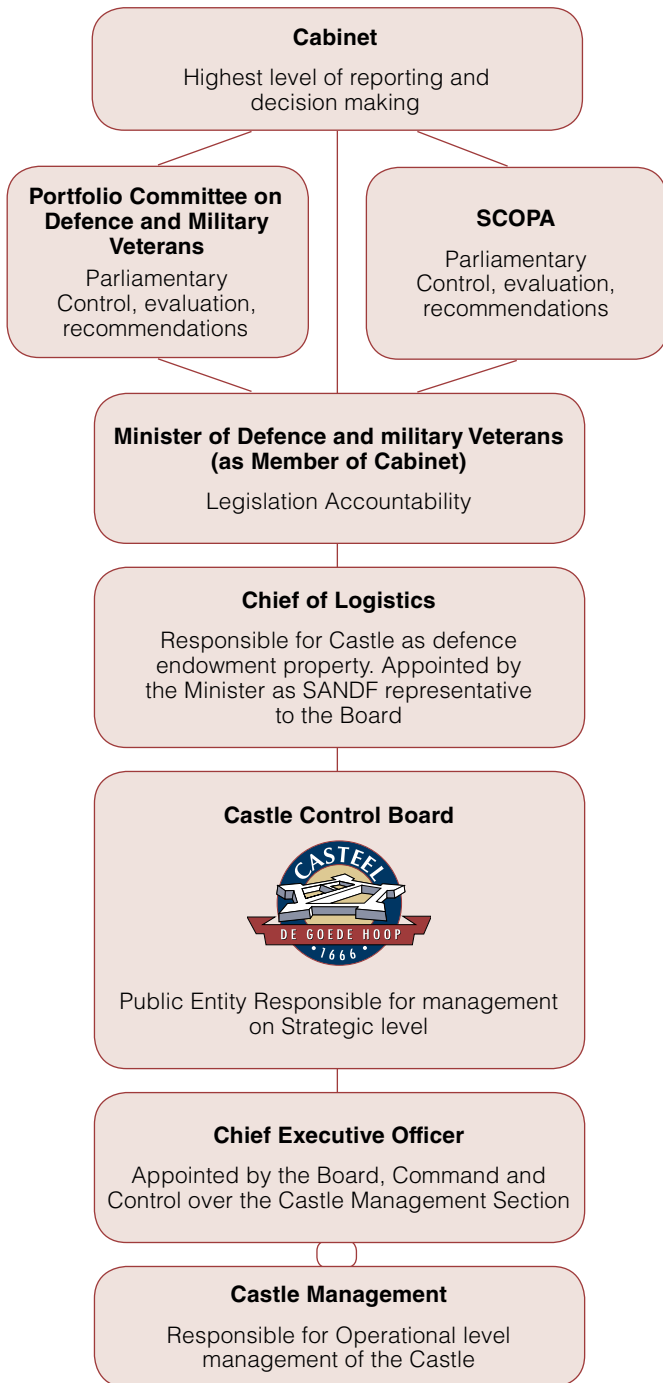 Cabinet
Highest level of reporting and
decision making
Portfolio Committee on
Defence and Military
Veterans
Parliamentary
Control, evaluation,
recommendations
SCOPA
Parliamentary
Control, evaluation,
recommendations
Minister of Defence and military Veterans
(as Member of Cabinet)
Legislation Accountability
Chief of Logistics
Responsible for Castle as defence
endowment property. Appointed by
the Minister as SANDF representative
to the Board
Castle Control Board
CASTEEL
DE GOEDE HOOP
• 1666 •
Public Entity Responsible for management
on Strategic level
Chief Executive Officer
Appointed by the Board, Command and
Control over the Castle Management Section
Castle Management
Responsible for Operational level
management of the Castle